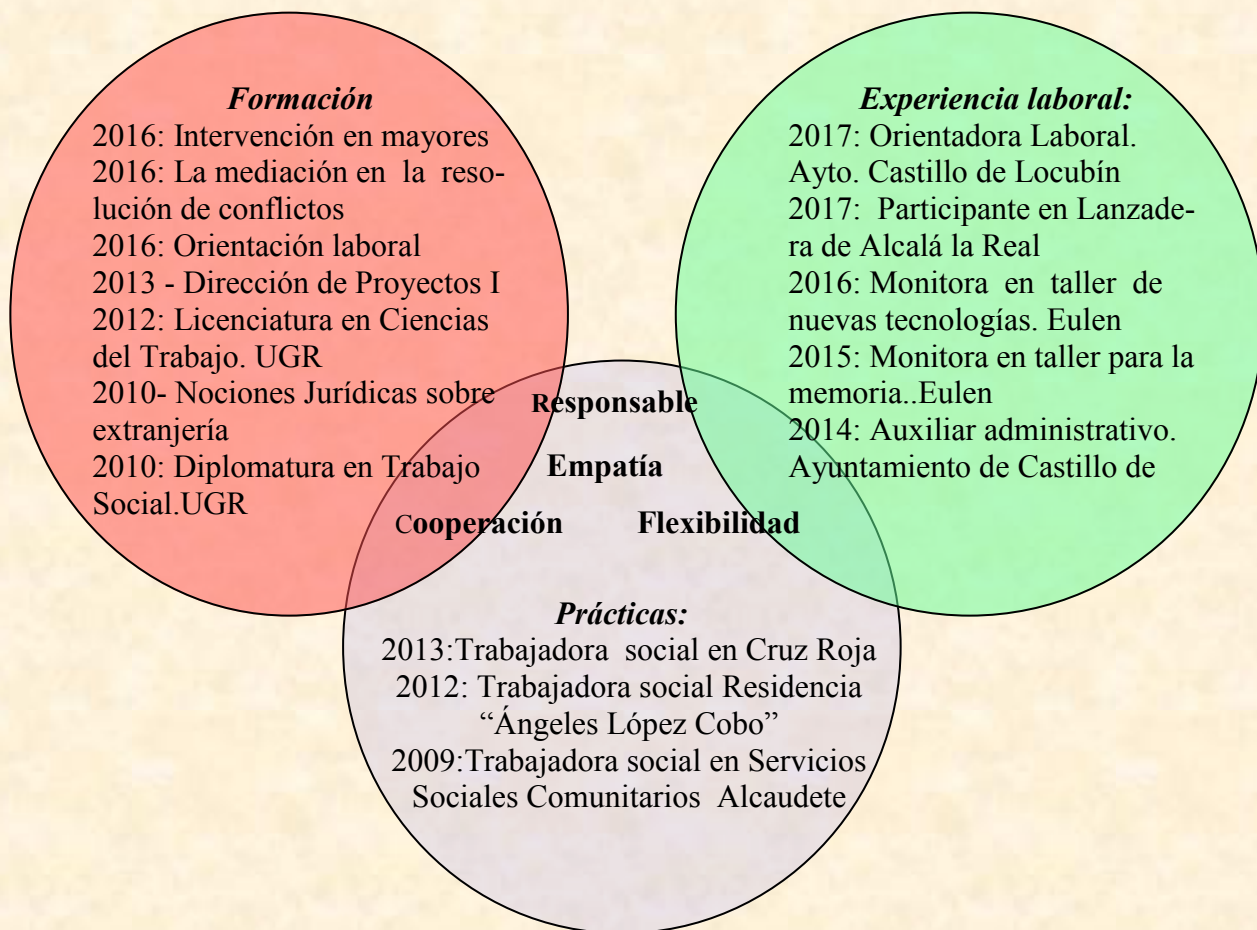 Formación
2016: Intervención en mayores
2016: La mediación en la reso-
lución de conflictos
2016: Orientación laboral
2013 - Dirección de Proyectos I
2012: Licenciatura en Ciencias
del Trabajo. UGR
2010- Nociones Jurídicas sobre
extranjería
2010: Diplomatura en Trabajo
Social.UGR
Experiencia laboral:
2017: Orientadora Laboral.
Ayto. Castillo de Locubín
2017: Participante en Lanzade-
ra de Alcalá la Real
2016: Monitora en taller de
nuevas tecnologías. Eulen
2015: Monitora en taller para la
memoria..Eulen
2014: Auxiliar administrativo.
Ayuntamiento de Castillo de
Responsable
Empatía
Cooperación Flexibilidad
Prácticas:
2013:Trabajadora social en Cruz Roja
2012: Trabajadora social Residencia
“Ángeles López Cobo”
2009:Trabajadora social en Servicios
Sociales Comunitarios Alcaudete